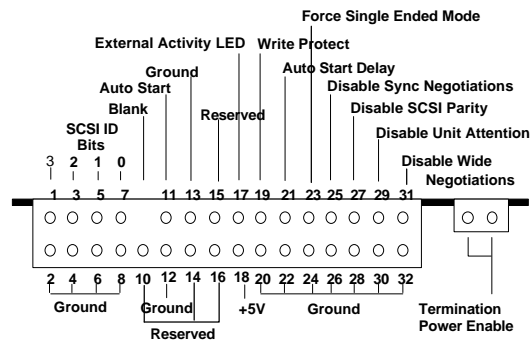 Force Single Ended Mode
External Activity LED Write Protect
Ground Auto Start Delay
Auto Start Disable Sync Negotiations
Blank Reserved Disable SCSI Parity
SCSI ID
Bits
Disable Unit Attention
3 2 1 0 Disable Wide
Negotiations
1 3 5 7 11 13 15 17 19 21 23 25 27 29 31
2 4 6 8 10 12 14 16 18 20 22 24 26 28 30 32
Ground Ground +5V Ground
Reserved
Termination
Power Enable